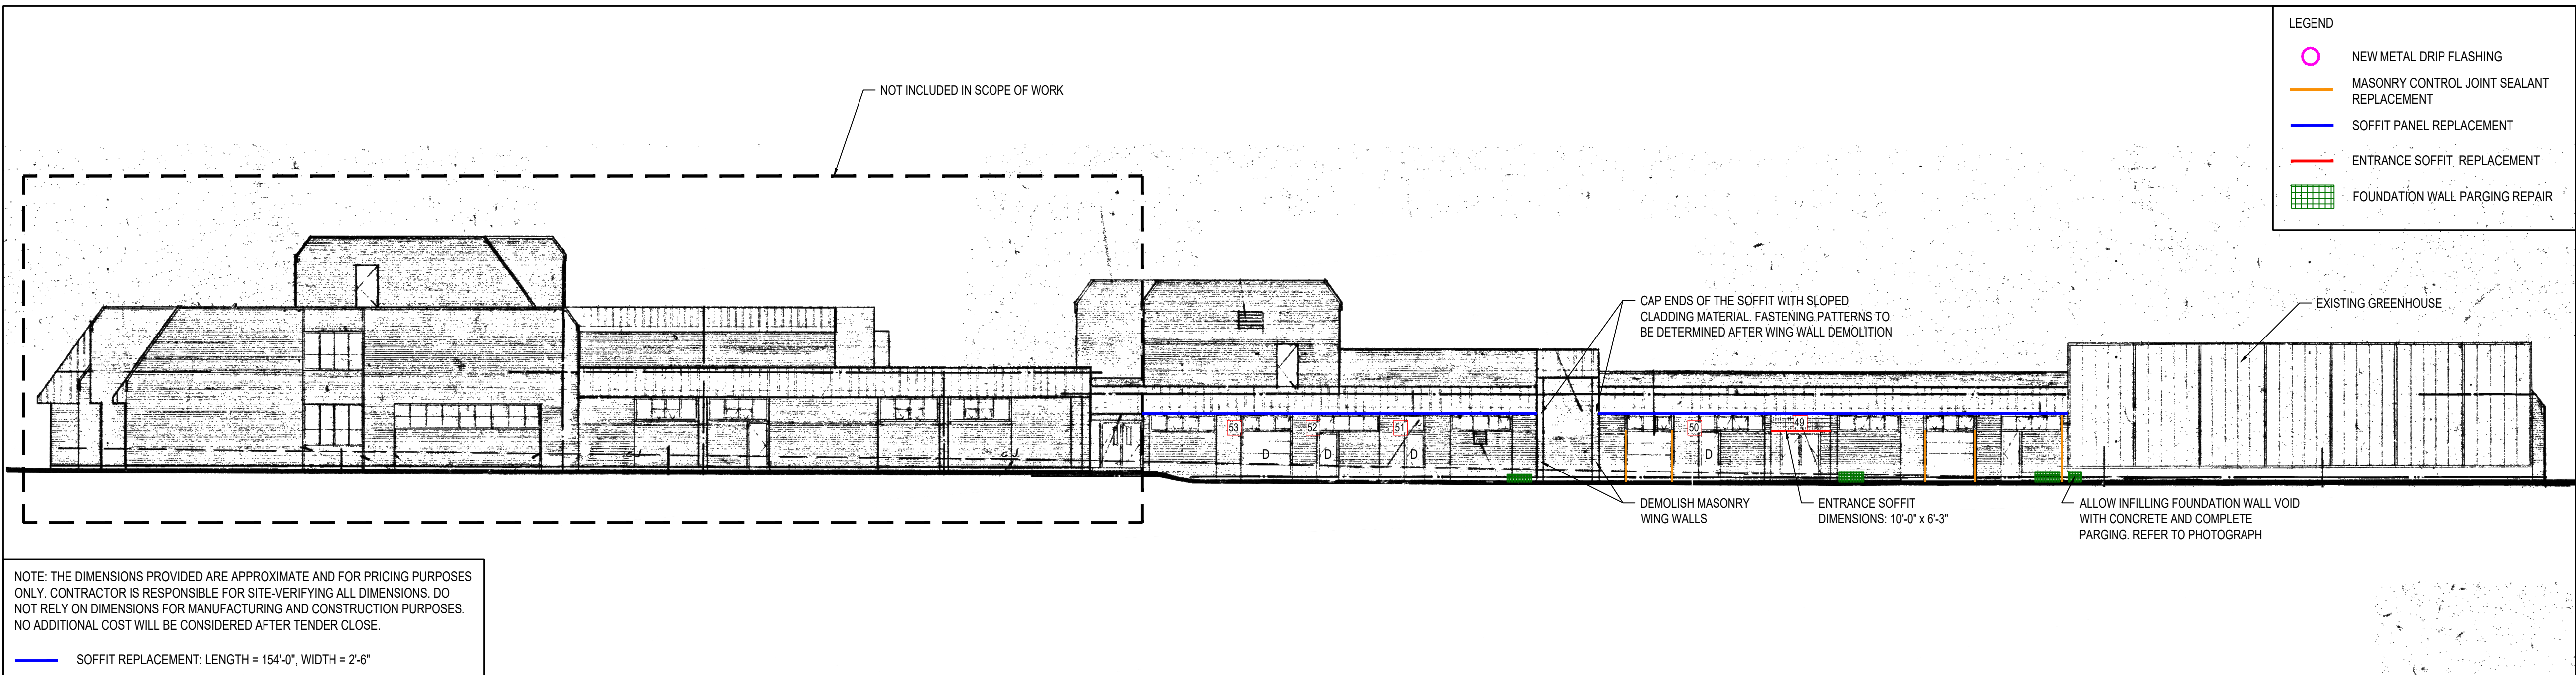 LEGEND
NEW METAL DRIP FLASHING
MASONRY CONTROL JOINT SEALANT
REPLACEMENT
SOFFIT PANEL REPLACEMENT
ENTRANCE SOFFIT REPLACEMENT
FOUNDATION WALL PARGING REPAIR
NOT INCLUDED IN SCOPE OF WORK
CAP ENDS OF THE SOFFIT WITH SLOPED
CLADDING MATERIAL. FASTENING PATTERNS TO
BE DETERMINED AFTER WING WALL DEMOLITION
EXISTING GREENHOUSE
53
52
51
50
49
D
D
D
D
C.J.
C.J.
DEMOLISH MASONRY
WING WALLS
ENTRANCE SOFFIT
DIMENSIONS: 10'-0" x 6'-3"
ALLOW INFILLING FOUNDATION WALL VOID
WITH CONCRETE AND COMPLETE
PARGING. REFER TO PHOTOGRAPH
NOTE: THE DIMENSIONS PROVIDED ARE APPROXIMATE AND FOR PRICING PURPOSES
ONLY. CONTRACTOR IS RESPONSIBLE FOR SITE-VERIFYING ALL DIMENSIONS. DO
NOT RELY ON DIMENSIONS FOR MANUFACTURING AND CONSTRUCTION PURPOSES.
NO ADDITIONAL COST WILL BE CONSIDERED AFTER TENDER CLOSE.
SOFFIT REPLACEMENT: LENGTH = 154'-0", WIDTH = 2'-6"